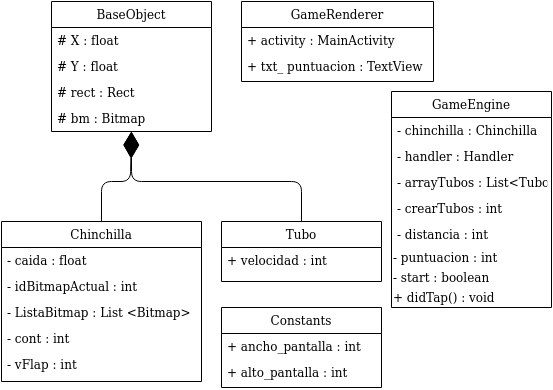 BaseObject
# X : float
# Y : float
# rect : Rect
# bm : Bitmap
GameRenderer
+ activity : MainActivity
+ txt_ puntuacion : TextView
GameEngine
- chinchilla : Chinchilla
- handler : Handler
- arrayTubos : List<Tubo
- crearTubos : int
- distancia : int
- puntuacion : int
- start : boolean
+ didTap() : void
Chinchilla
- caida : float
- idBitmapActual : int
- ListaBitmap : List <Bitmap>
- cont : int
- vFlap : int
Tubo
+ velocidad : int
Constants
+ ancho_pantalla : int
+ alto_pantalla : int